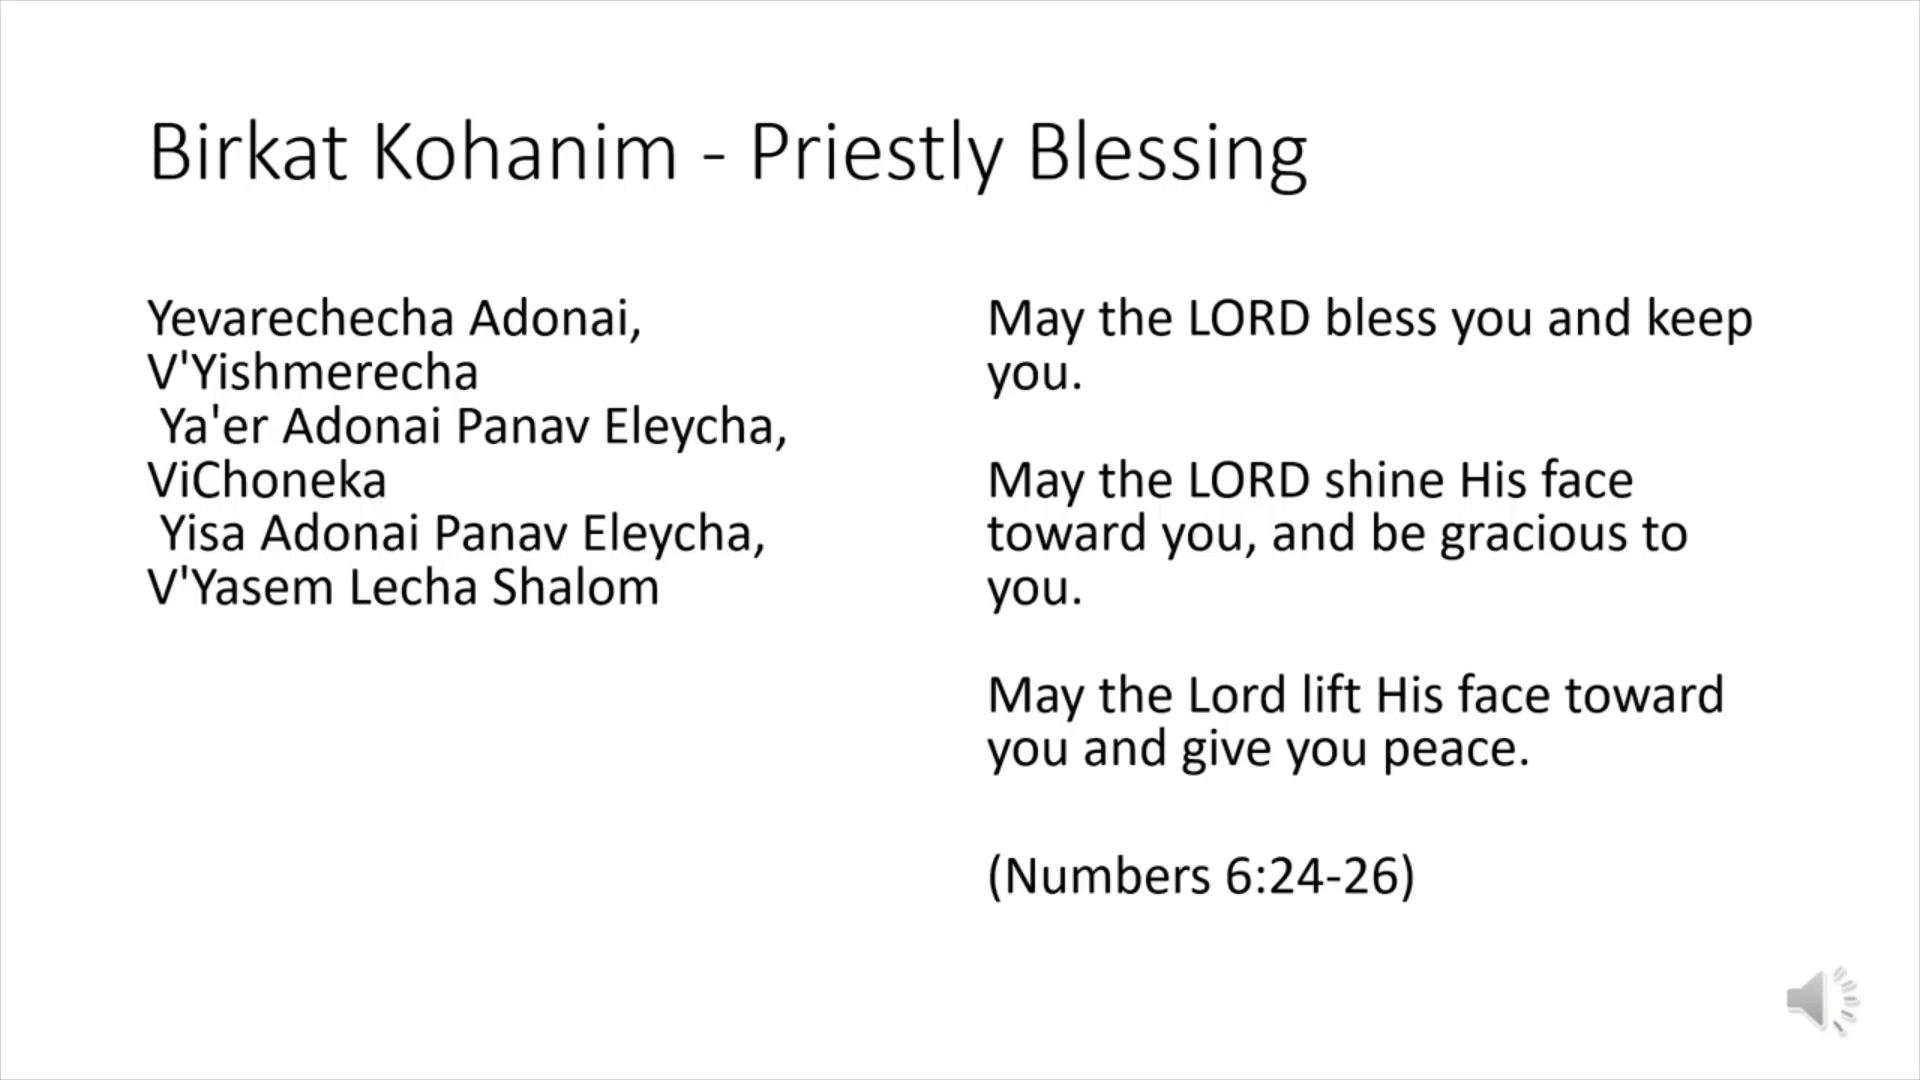 Birkat Kohanim - Priestly Blessing
Yevarechecha Adonai,
V'Yishmerecha
Ya'er Adonai Panav Eleycha,
ViChoneka
Yisa Adonai Panav Eleycha,
V'Yasem Lecha Shalom
May the LORD bless you and keep
you.
May the LORD shine His face
toward you, and be gracious to
you.
May the Lord lift His face toward
you and give you peace.
(Numbers 6:24-26)